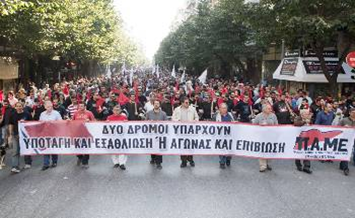 ΔΥΟ ΔΡΟΜΟΙ ΥΠΑΡΧΟΥΝ
ΥΠΟΤΑΓΗ ΚΑΙ ΕΞΑΘΛΙΩΣΗ Ή ΑΓΩΝΑΣ ΚΑΙ ΕΠΙΒΙΩΣΗ
ΠΑ.ΜΕ